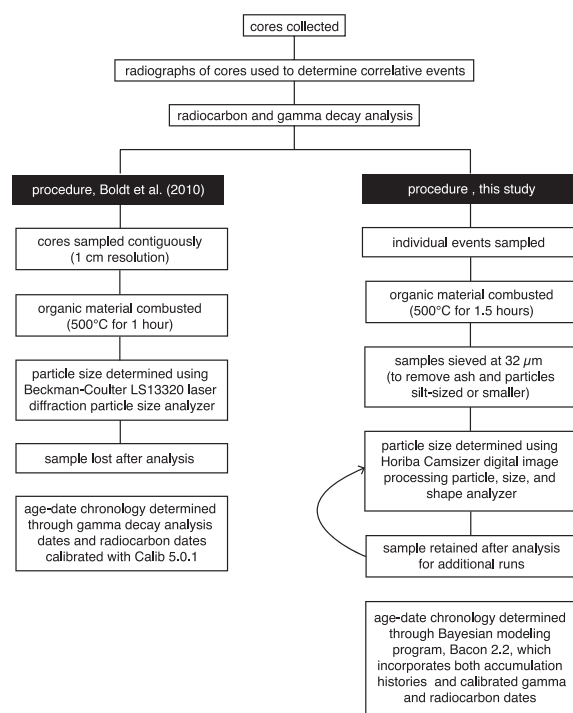 cores collected
radiographs of cores used to determine correlative events
radiocarbon and gamma decay analysis
procedure, Boldt et al. (2010)
cores sampled contiguously
(1 cm resolution)
organic material combusted
(500°C for 1 hour)
particle size determined using
Beckman-Coulter LS13320 laser
diffraction particle size analyzer
sample lost after analysis
age-date chronology determined
through gamma decay analysis
dates and radiocarbon dates
calibrated with Calib 5.0.1
procedure , this study
individual events sampled
organic material combusted
(500°C for 1.5 hours)
samples sieved at 32 µm
(to remove ash and particles
silt-sized or smaller)
particle size determined using
Horiba Camsizer digital image
processing particle, size, and
shape analyzer
sample retained after analysis
for additional runs
age-date chronology determined
through Bayesian modeling
program, Bacon 2.2, which
incorporates both accumulation
histories and calibrated gamma
and radiocarbon dates